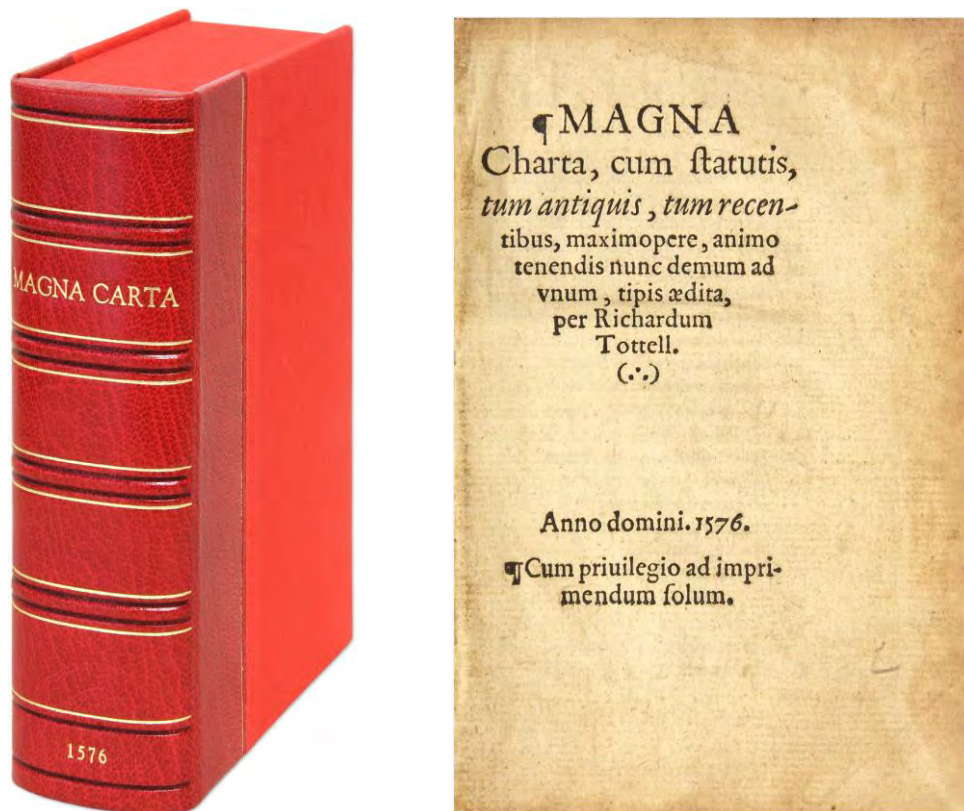 MAGNA CARTA
1576
¶MAGNA
Charta, cum ſtatutis,
tum antiquis, tum recen-
tibus, maximopere, animo
tenendis nunc demum ad
vnum, tipis ædita,
per Richardum
Tottell.
(.·.)
Anno domini. 1576.
¶Cum priuilegio ad impri-
mendum ſolum.